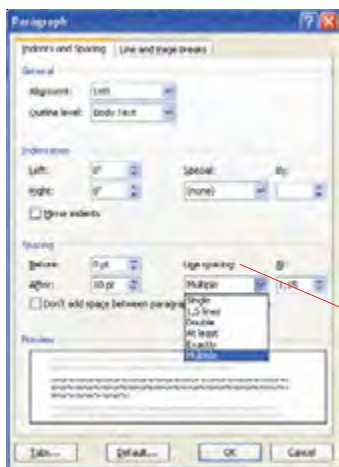 Paragraph
Indents and Spacing Line and Page Breaks
General
Alignment: Left
Outline level: Body Text
Indentation
Left: 0" Special: By:
Right: 0" (none)
Mirror indents
Spacing
Before: 0 pt Line spacing: At:
After: 10 pt Multiple 1.15
Don't add space between paragra
Single
1.5 lines
Double
At least
Exactly
Multiple
Preview
Tabs... Default... OK Cancel